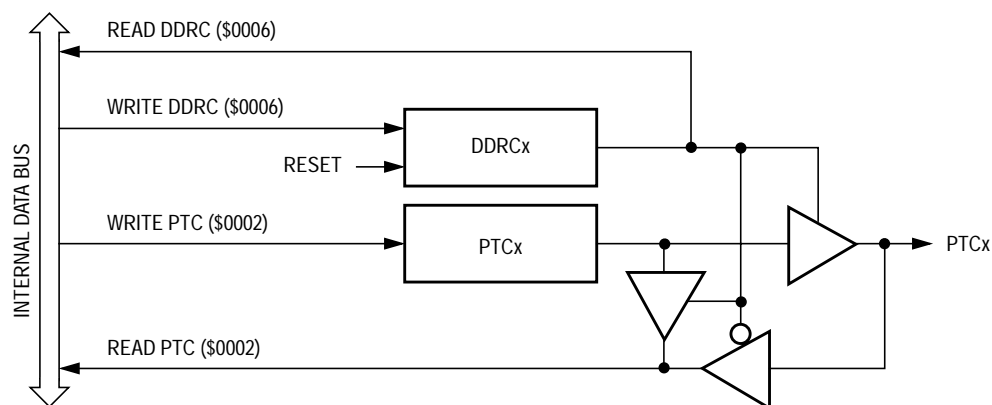 READ DDRC ($0006)
WRITE DDRC ($0006)
DDRCx
RESET
WRITE PTC ($0002)
PTCx
PTCx
INTERNAL DATA BUS
READ PTC ($0002)